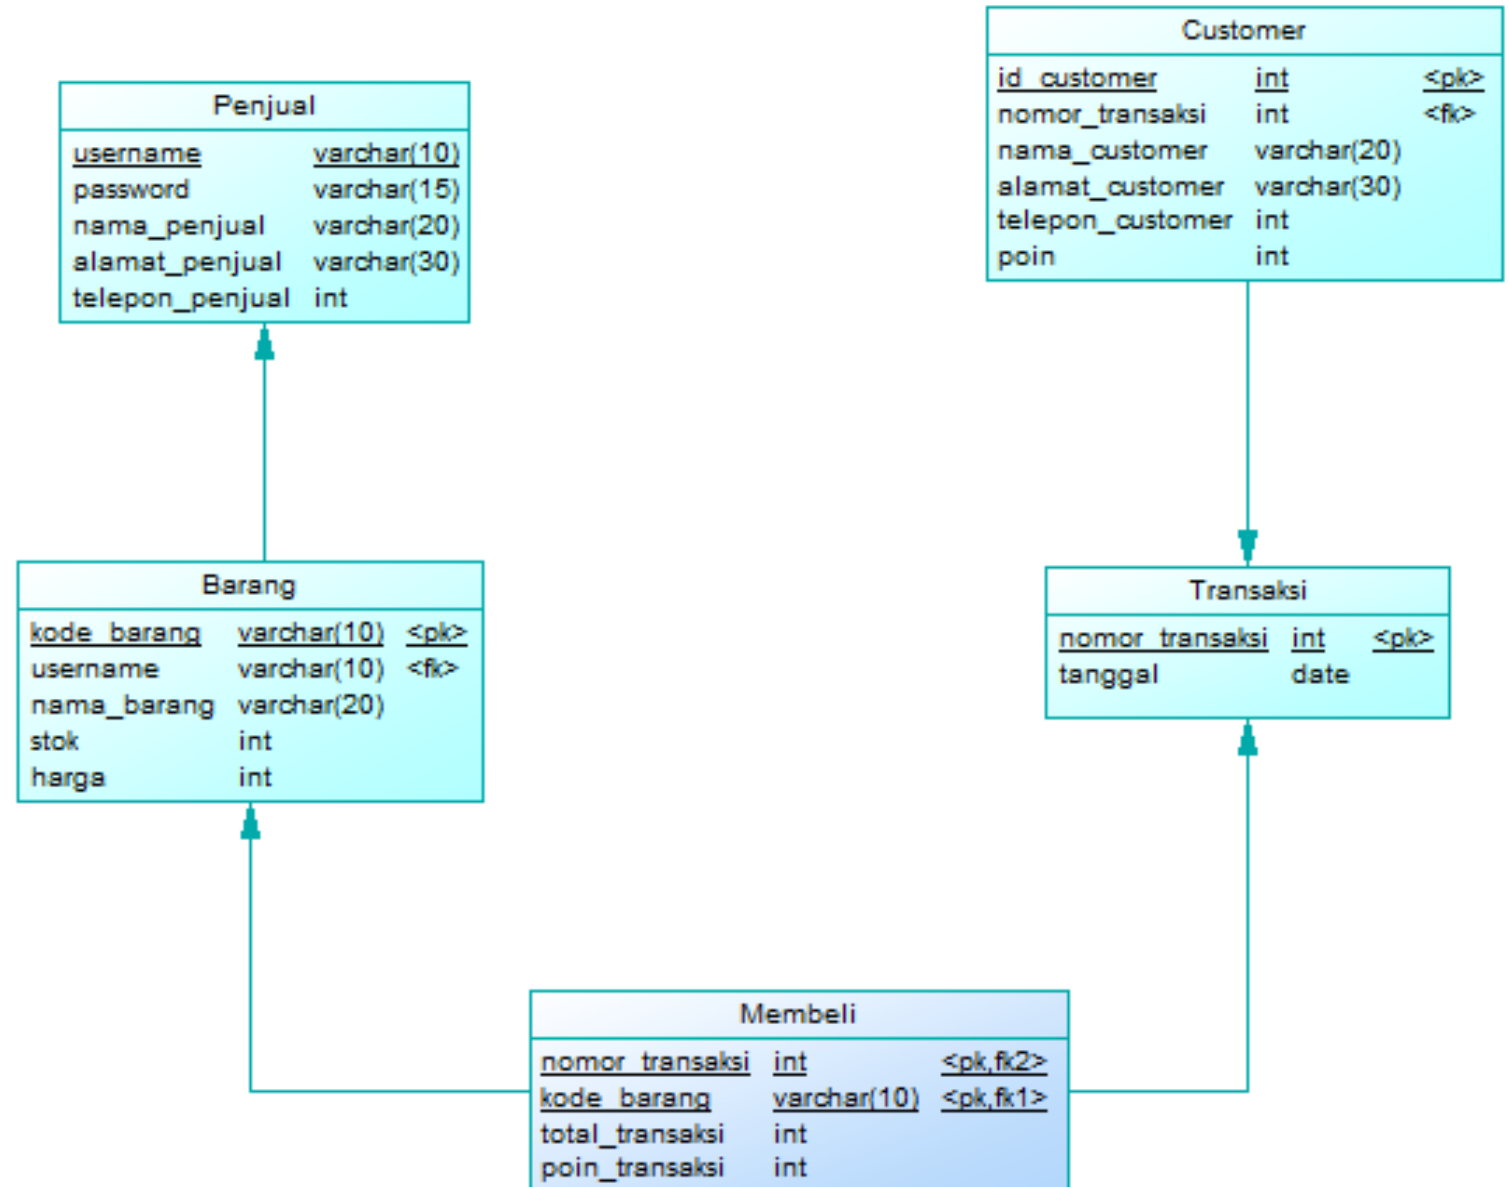 Penjual
username varchar(10)
password varchar(15)
nama_penjual varchar(20)
alamat_penjual varchar(30)
telepon_penjual int
Customer
id_customer int <pk>
nomor_transaksi int <fk>
nama_customer varchar(20)
alamat_customer varchar(30)
telepon_customer int
poin int
Barang
kode_barang varchar(10) <pk>
username varchar(10) <fk>
nama_barang varchar(20)
stok int
harga int
Transaksi
nomor_transaksi int <pk>
tanggal date
Membeli
nomor_transaksi int <pk,fk2>
kode_barang varchar(10) <pk,fk1>
total_transaksi int
poin_transaksi int